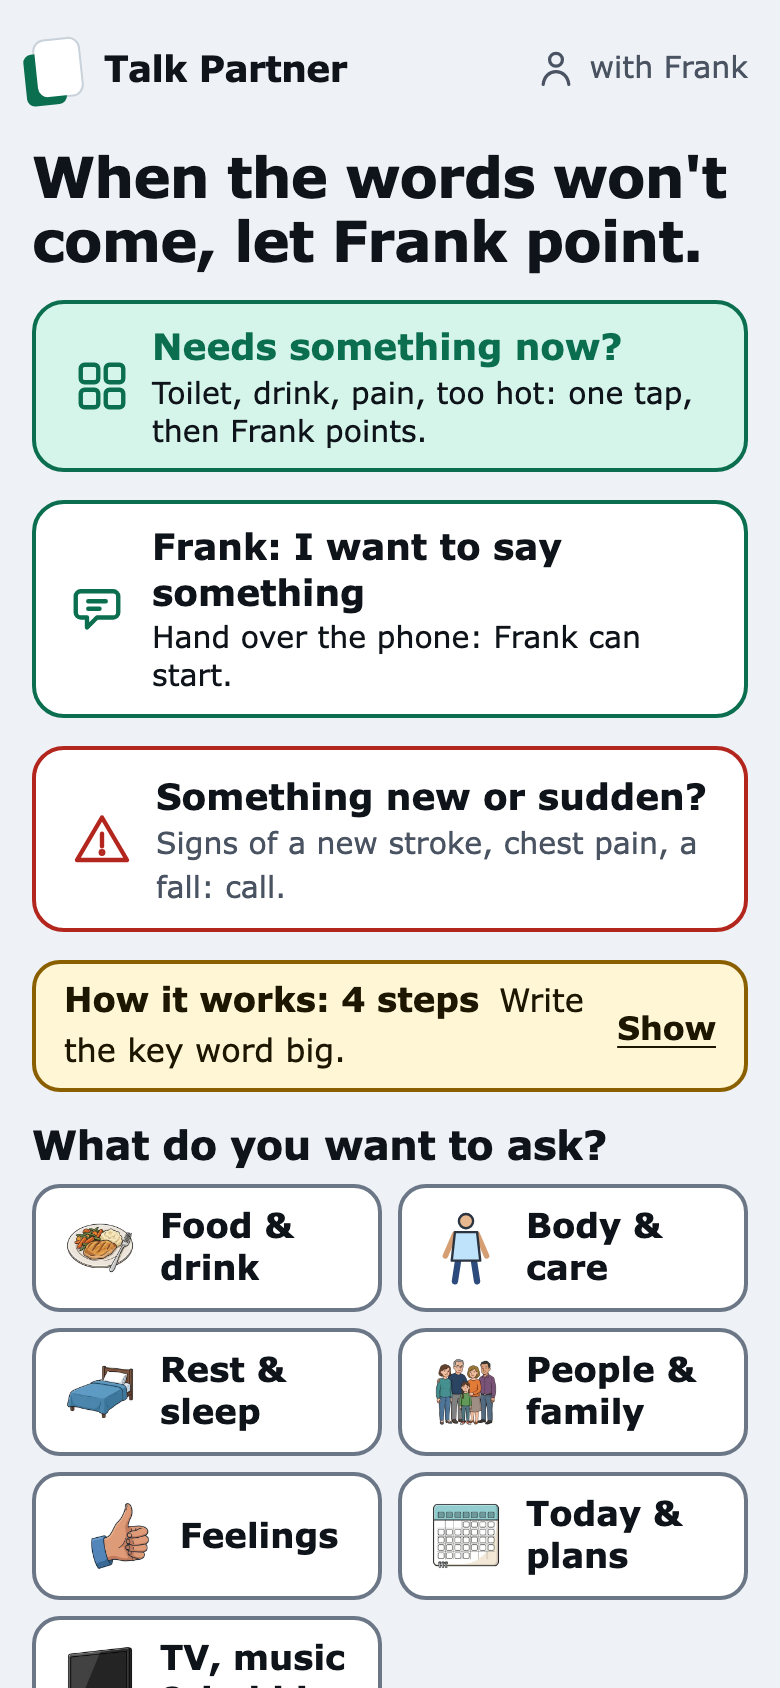 Talk Partner
with Frank
When the words won't
come, let Frank point.
Needs something now?
Toilet, drink, pain, too hot: one tap,
then Frank points.
Frank: I want to say
something
Hand over the phone: Frank can
start.
Something new or sudden?
Signs of a new stroke, chest pain, a
fall: call.
How it works: 4 steps Write
the key word big.
Show
What do you want to ask?
Food &
drink
Body &
care
Rest &
sleep
People &
family
Feelings
Today &
plans
TV, music